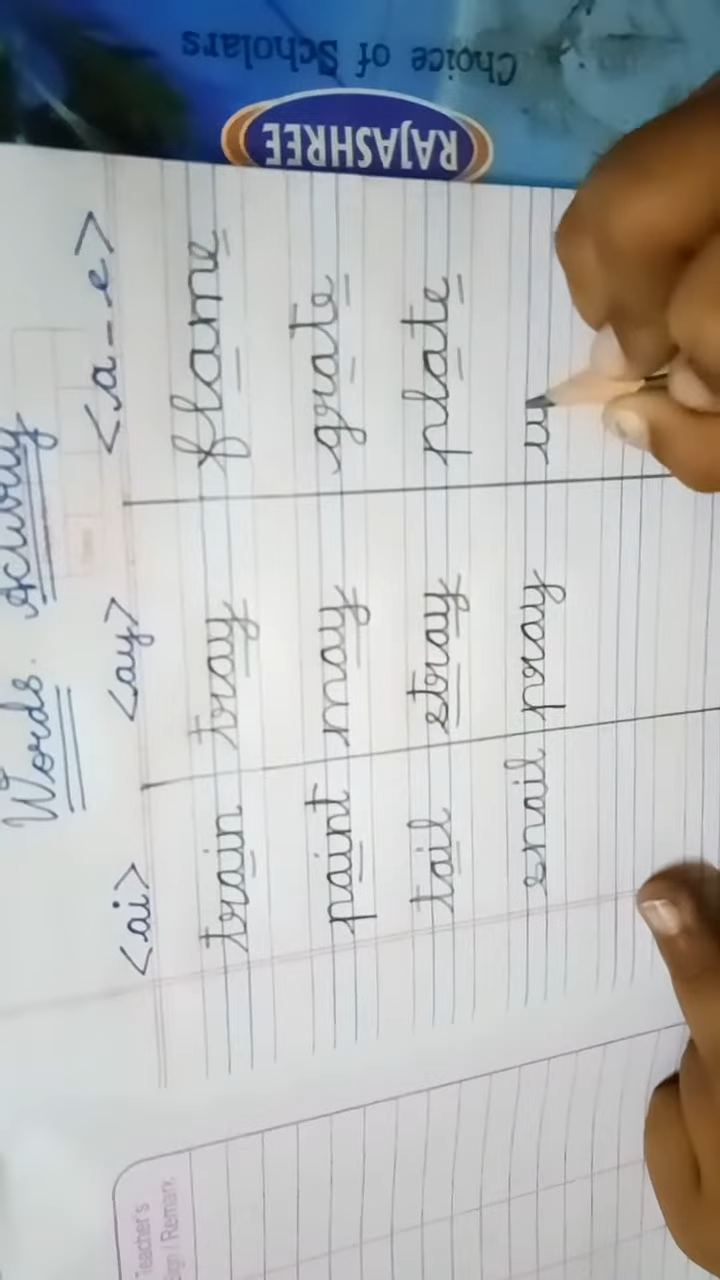 Choice of Scholars
RAJASHREE
Words. Activity
<ai> <ay> <a-e>
train tray flame
paint may grate
tail stray plate
snail pray
Teacher's
Sign / Remark